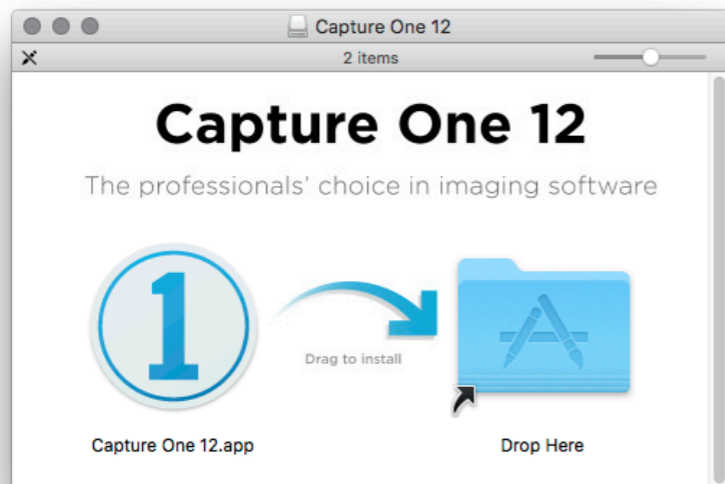 Capture One 12
2 items
Capture One 12
The professionals' choice in imaging software
1
Drag to install
Capture One 12.app
Drop Here